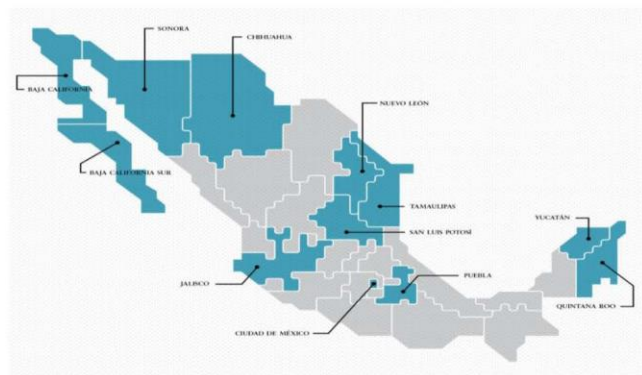 SONORA
CHIHUAHUA
BAJA CALIFORNIA
NUEVO LEÓN
BAJA CALIFORNIA SUR
TAMAULIPAS
YUCATÁN
SAN LUIS POTOSÍ
PUEBLA
JALISCO
QUINTANA ROO
CIUDAD DE MÉXICO